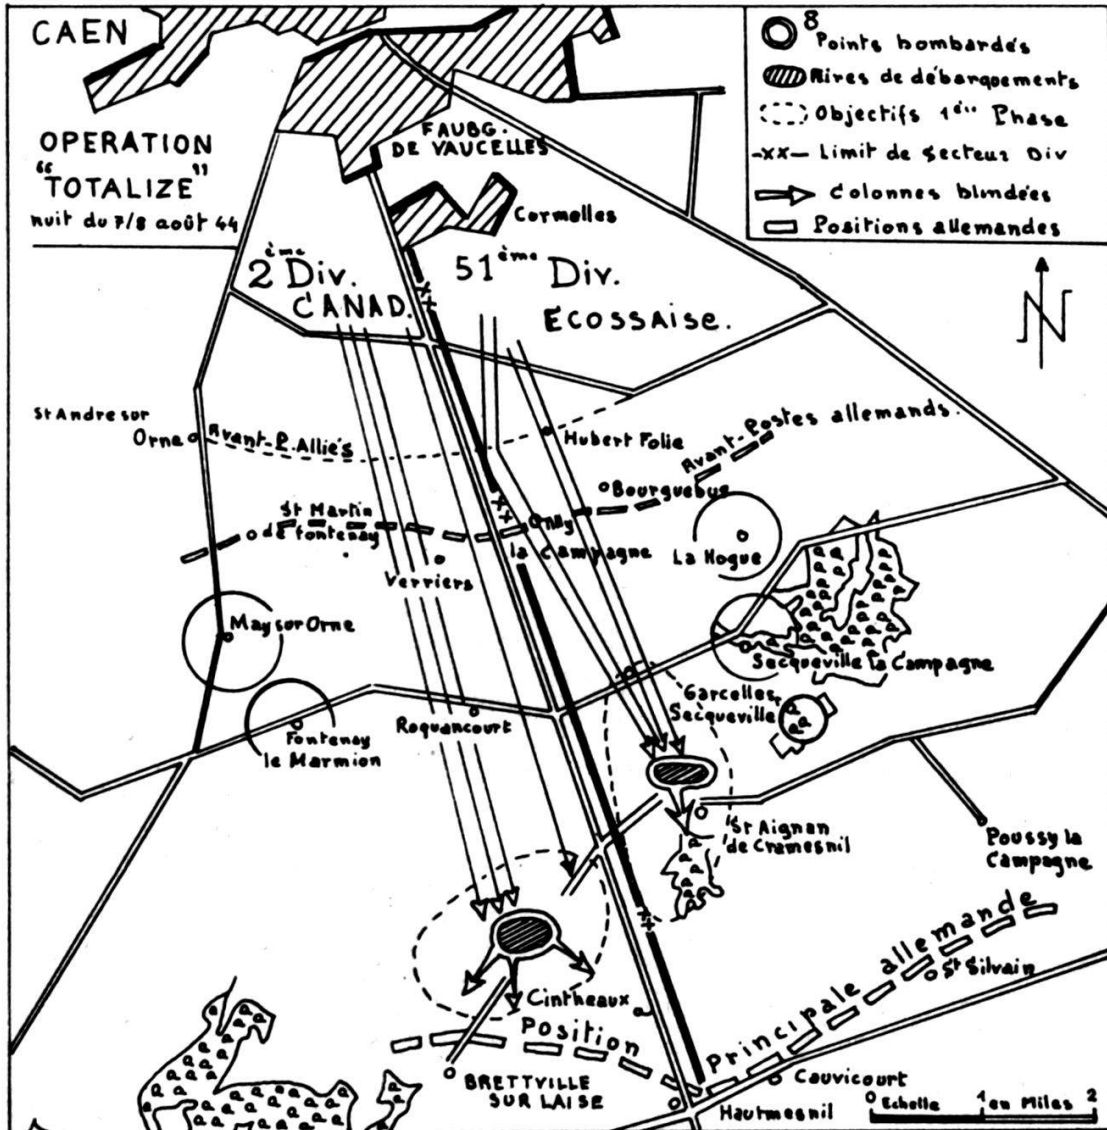 CAEN
OPERATION
"TOTALIZE"
nuit du 7/8 août 44
8
Points bombardés
Aires de débarquements
Objectifs 1ère Phase
-xx- Limit de Secteur Div
Colonnes blindées
Positions allemandes
N
FAUBG.
DE VAUCELLES
Cormelles
2ème Div.
CANAD.
51ème Div.
ECOSSAISE.
St Andre sur
Orne
Avant-P. Alliés
Hubert Folie
Avant-Postes allemands.
Bourguebus
St Martin
de fontenay
Tilly
la Campagne
La Hogue
Verriers
May sur Orne
Secqueville la Campagne
Garcelles
Secqueville
Roquancourt
Fontenay
le Marmion
St Aignan
de Cramesnil
Poussy la
Campagne
Cintheaux
Position
Principale allemande
St Silvain
BRETTVILLE
SUR LAISE
Cauvicourt
Hautmesnil
0 Echelle 1 en Miles 2